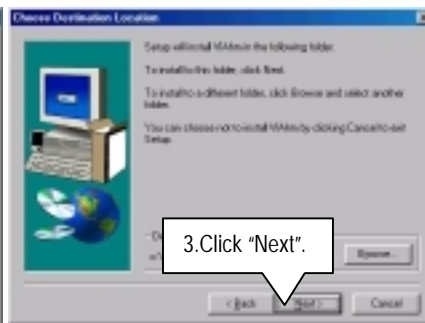 Choose Destination Location
Setup will install VIAhm in the following folder.
To install to this folder, click Next.
To install to a different folder, click Browse and select another
folder.
You can choose not to install VIAhm by clicking Cancel to exit
Setup.
3.Click “Next”.
Browse...
< Back
Next >
Cancel